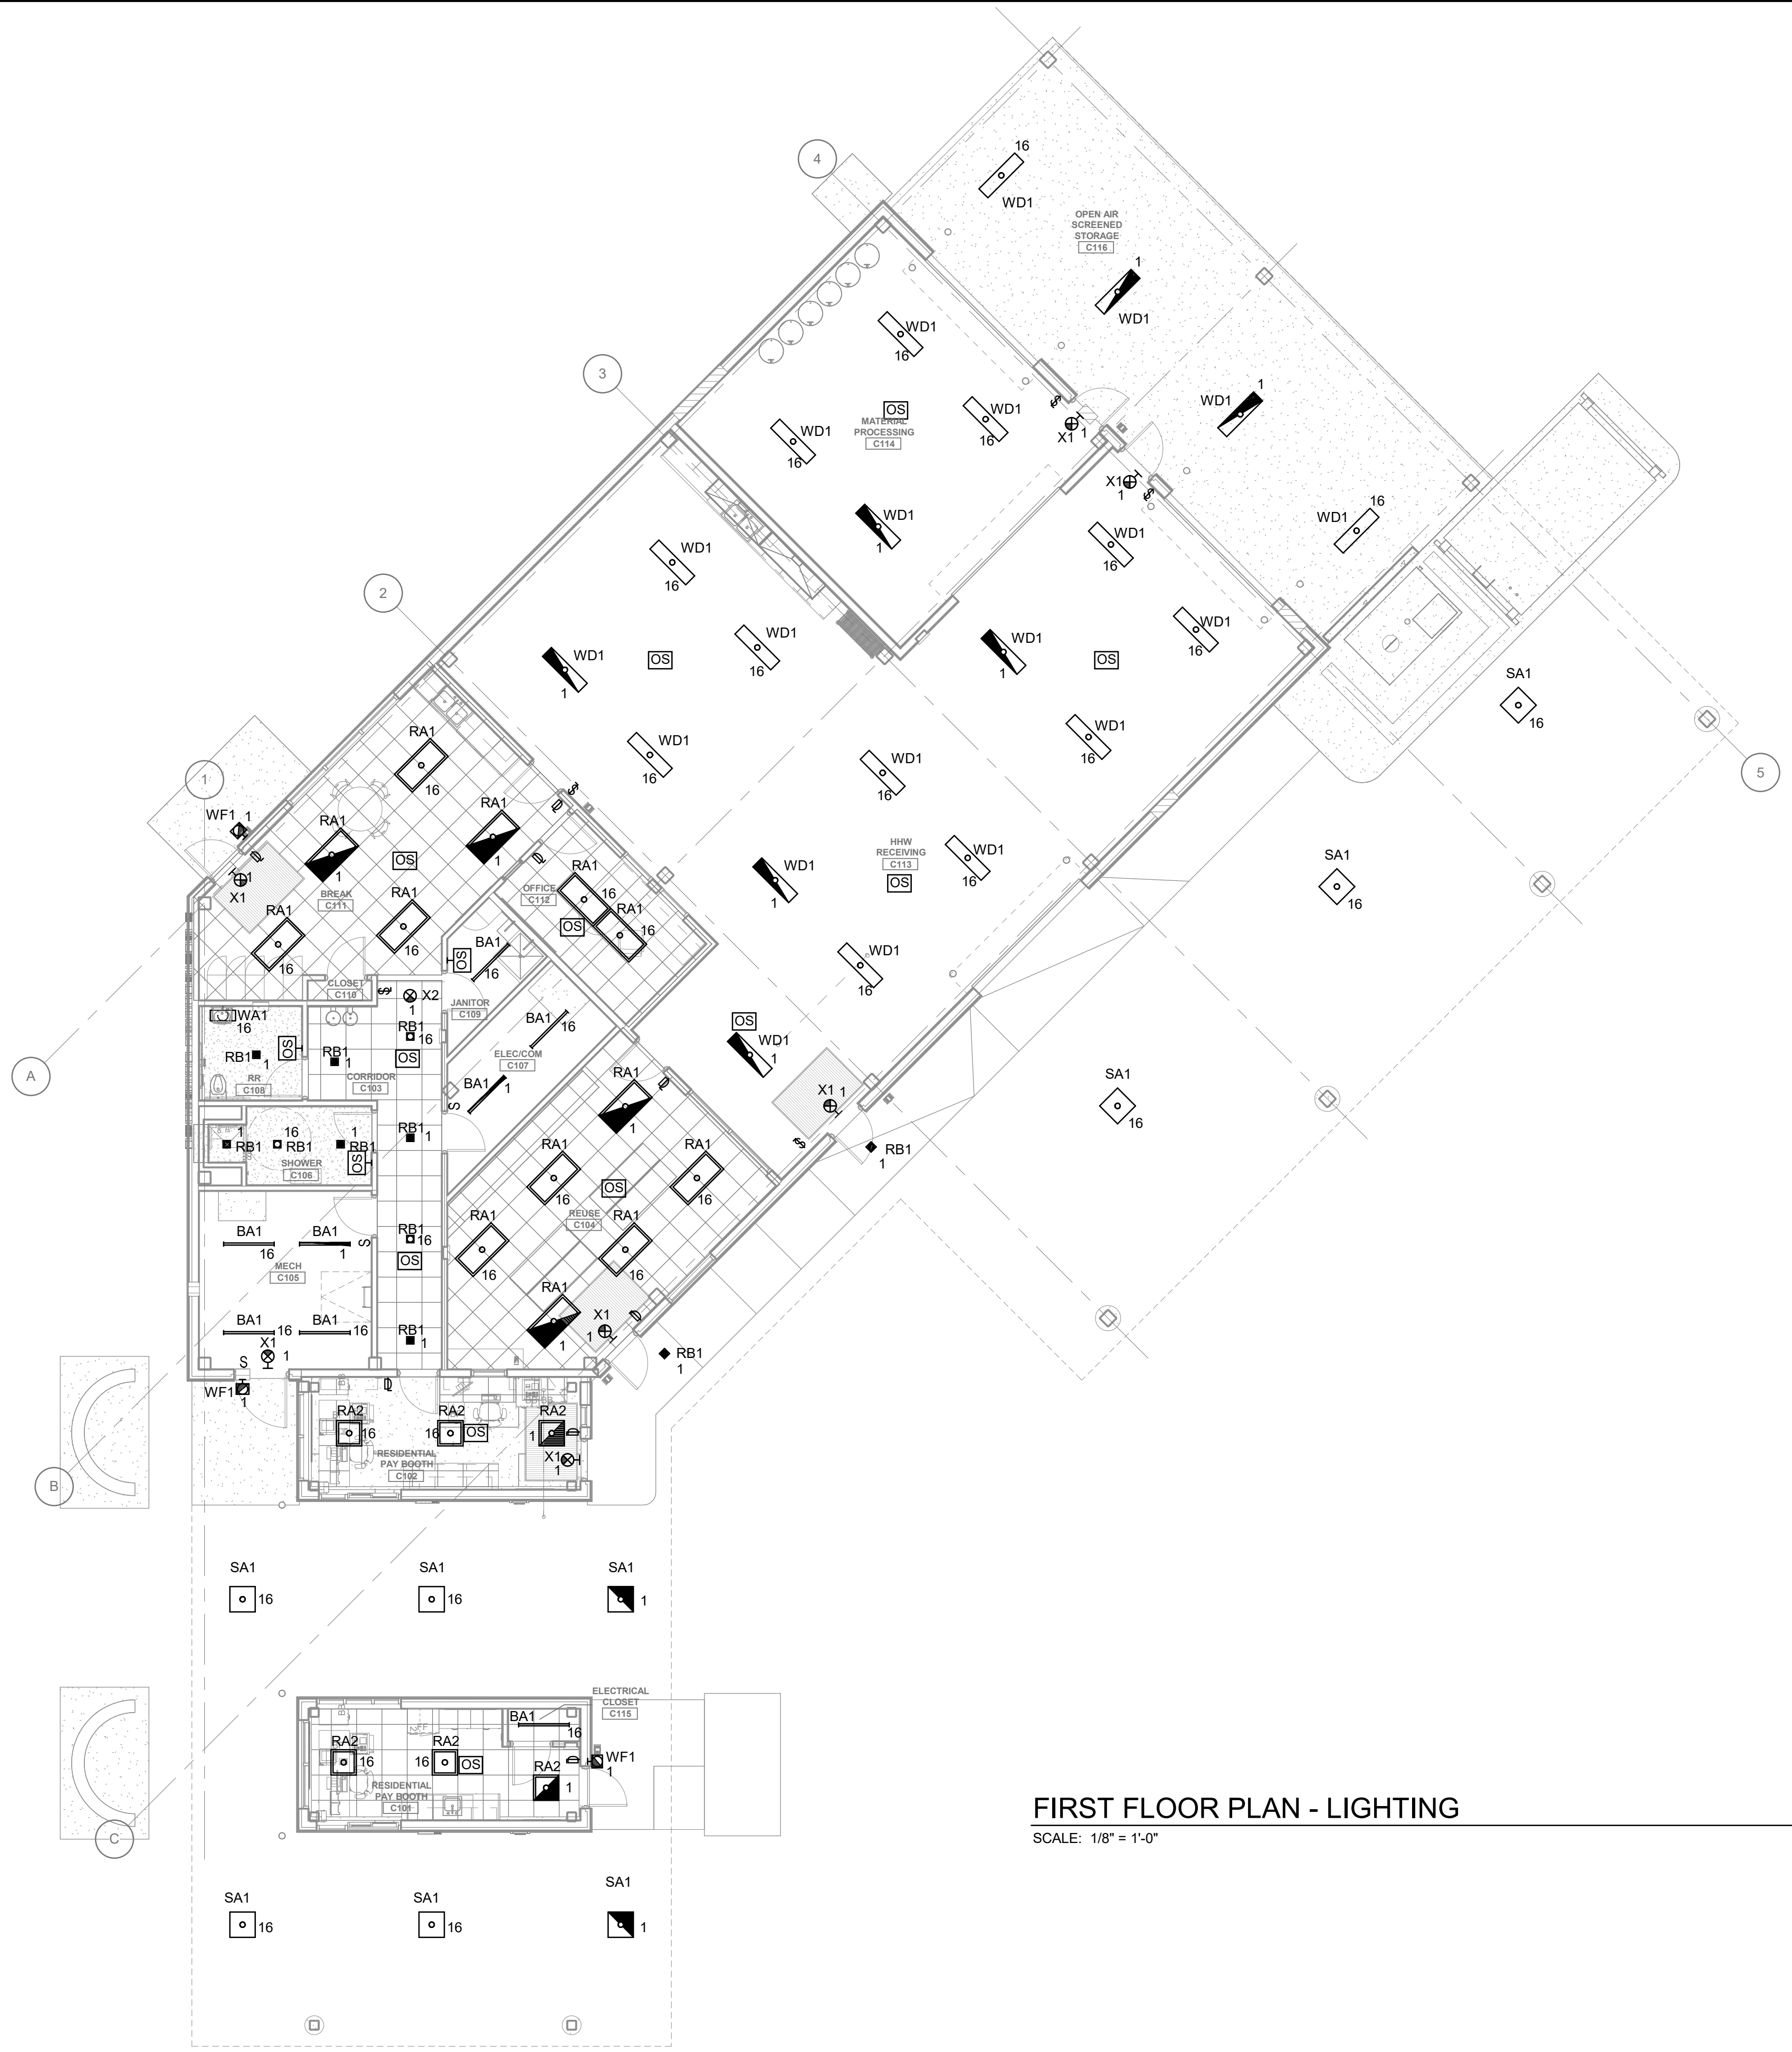 4
16
WD1
OPEN AIR
SCREENED
STORAGE
C116
1
WD1
3
WD1
16
1
WD1
OS
WD1
16
MATERIAL
PROCESSING
C114
WD1
16
X1 1
X1
1
16
WD1
WD1
1
WD1
16
WD1
16
2
WD1
16
WD1
1
WD1
16
OS
WD1
1
OS
WD1
16
SA1
16
RA1
16
WD1
16
WD1
16
WD1
16
5
1
WF1 1
RA1
1
RA1
1
OS
HHW
RECEIVING
C113
OS
WD1
16
SA1
16
1
X1
BREAK
C111
OFFICE
C112
RA1
16
RA1
OS
WD1
1
RA1
16
RA1
16
BA1
16
OS
WD1
16
CLOSET
C110
X2
1
JANITOR
C109
WA1
16
RB1
16
BA1
16
OS
WD1
1
A
RB1
1
OS
RB1
1
OS
CORRIDOR
C103
ELEC/COM
C107
RR
C108
BA1
1
S
RA1
1
X1 1
SA1
16
1
RB1
16
RB1
1
RB1
OS
SHOWER
C106
RB1
1
RA1
16
RA1
16
OS
RB1
1
BA1
16
BA1
1
S
RB1
16
OS
RA1
16
REUSE
C104
RA1
16
MECH
C105
RA1
1
BA1
16
BA1
16
RB1
1
X1
1
X1
1
S
RB1
1
WF1
1
RA2
16
RA2
16
OS
RA2
1
B
RESIDENTIAL
PAY BOOTH
C102
X1
1
SA1
16
SA1
16
SA1
1
ELECTRICAL
CLOSET
C115
BA1
16
RA2
16
RA2
16
OS
RA2
1
WF1
1
RESIDENTIAL
PAY BOOTH
C101
C
FIRST FLOOR PLAN - LIGHTING
SCALE: 1/8" = 1'-0"
SA1
16
SA1
16
SA1
1